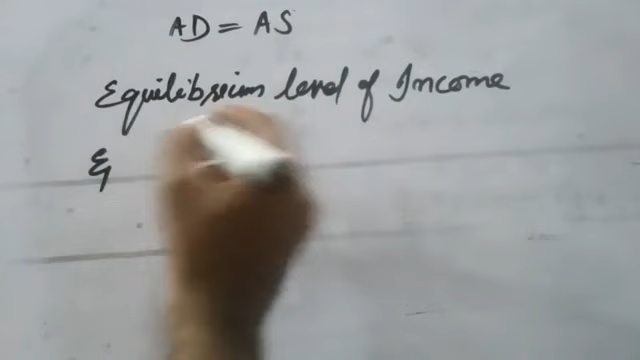 AD = AS
Equilibrium level of Income
E